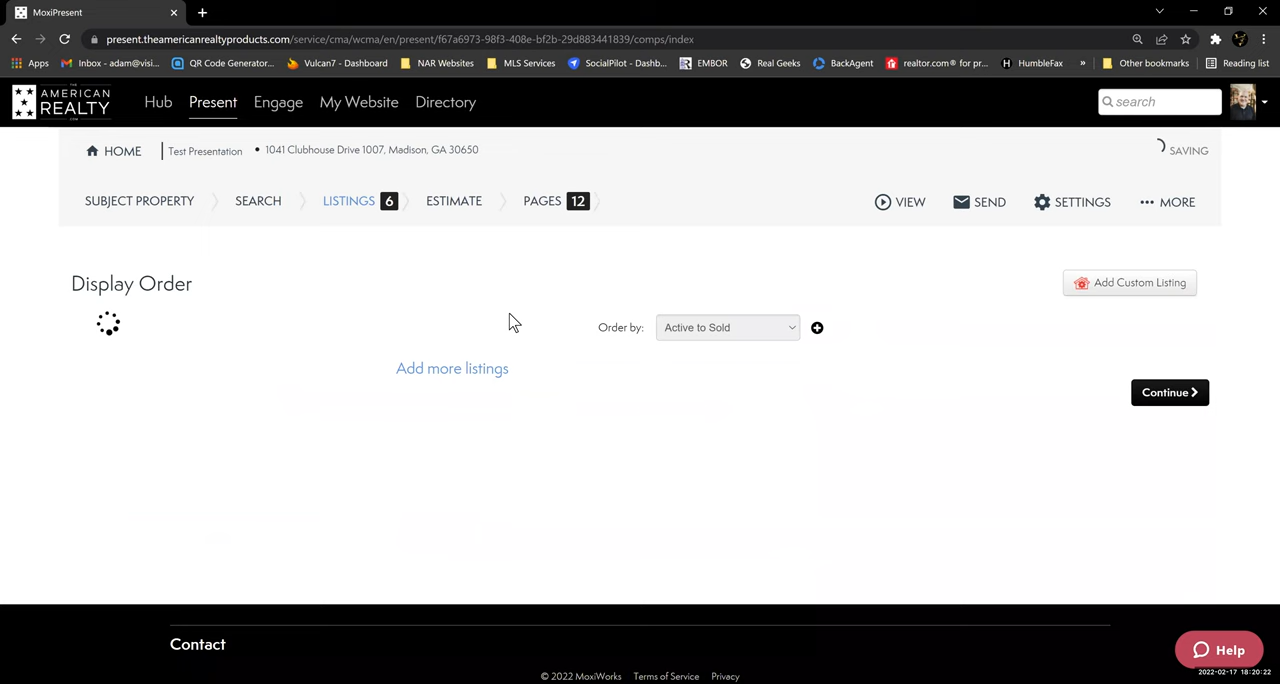 MoxiPresent
present.theamericanrealtyproducts.com/service/cma/wcma/en/present/f67a6973-98f3-408e-bf2b-29d883441839/comps/index
Apps Inbox - adam@visi... QR Code Generator... Vulcan7 - Dashboard NAR Websites MLS Services SocialPilot - Dashb... EMBOR Real Geeks BackAgent realtor.com® for pr... HumbleFax » Other bookmarks Reading list
THE
AMERICAN
REALTY
.COM
Hub Present Engage My Website Directory search
HOME Test Presentation • 1041 Clubhouse Drive 1007, Madison, GA 30650 SAVING
SUBJECT PROPERTY SEARCH LISTINGS 6 ESTIMATE PAGES 12 VIEW SEND SETTINGS ••• MORE
Display Order Add Custom Listing
Order by: Active to Sold
Add more listings
Continue
Contact
Help
2022-02-17 18:20:22
© 2022 MoxiWorks Terms of Service Privacy